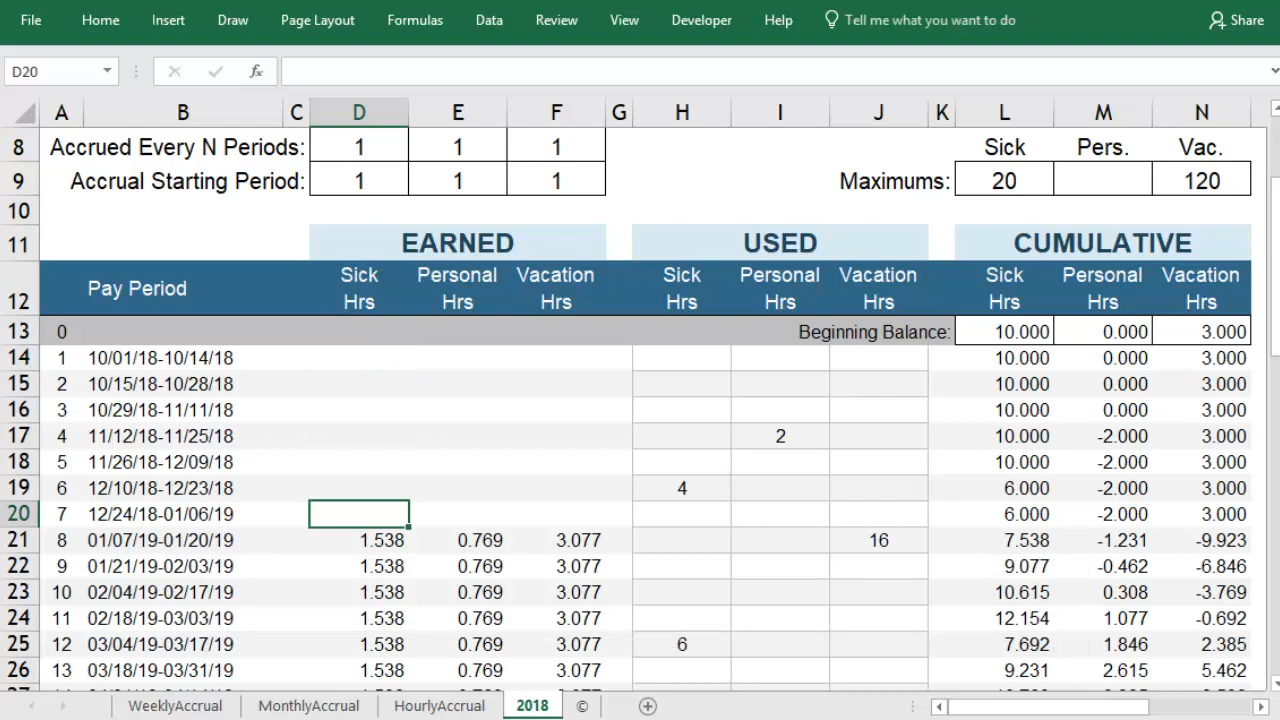 File Home Insert Draw Page Layout Formulas Data Review View Developer Help Tell me what you want to do Share
D20 fx
A B C D E F G H I J K L M N
8 Accrued Every N Periods: 1 1 1 Sick Pers. Vac.
9 Accrual Starting Period: 1 1 1 Maximums: 20 120
10
11 EARNED USED CUMULATIVE
Sick Personal Vacation Sick Personal Vacation Sick Personal Vacation
12 Pay Period Hrs Hrs Hrs Hrs Hrs Hrs Hrs Hrs Hrs
13 0 Beginning Balance: 10.000 0.000 3.000
14 1 10/01/18-10/14/18 10.000 0.000 3.000
15 2 10/15/18-10/28/18 10.000 0.000 3.000
16 3 10/29/18-11/11/18 10.000 0.000 3.000
17 4 11/12/18-11/25/18 2 10.000 -2.000 3.000
18 5 11/26/18-12/09/18 10.000 -2.000 3.000
19 6 12/10/18-12/23/18 4 6.000 -2.000 3.000
20 7 12/24/18-01/06/19 6.000 -2.000 3.000
21 8 01/07/19-01/20/19 1.538 0.769 3.077 16 7.538 -1.231 -9.923
22 9 01/21/19-02/03/19 1.538 0.769 3.077 9.077 -0.462 -6.846
23 10 02/04/19-02/17/19 1.538 0.769 3.077 10.615 0.308 -3.769
24 11 02/18/19-03/03/19 1.538 0.769 3.077 12.154 1.077 -0.692
25 12 03/04/19-03/17/19 1.538 0.769 3.077 6 7.692 1.846 2.385
26 13 03/18/19-03/31/19 1.538 0.769 3.077 9.231 2.615 5.462
WeeklyAccrual MonthlyAccrual HourlyAccrual 2018 ©